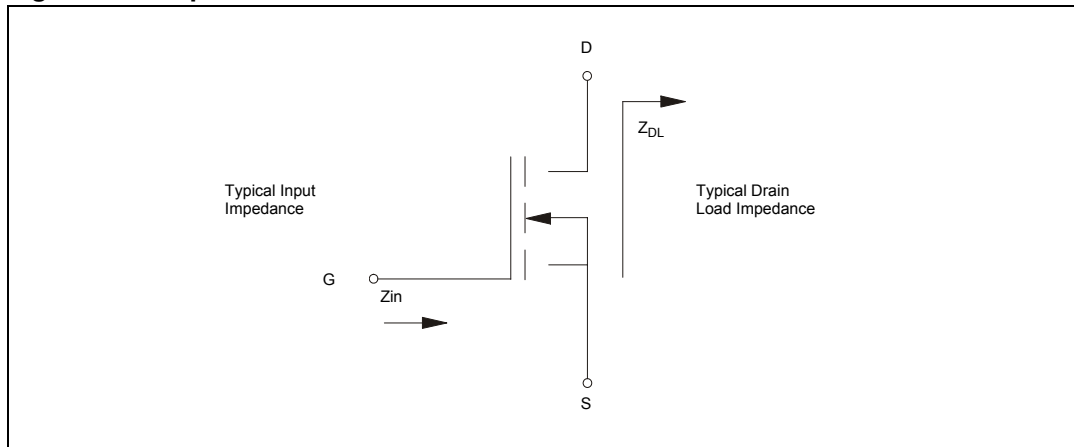 D
Z_DL
Typical Input
Impedance
Typical Drain
Load Impedance
G
Zin
S